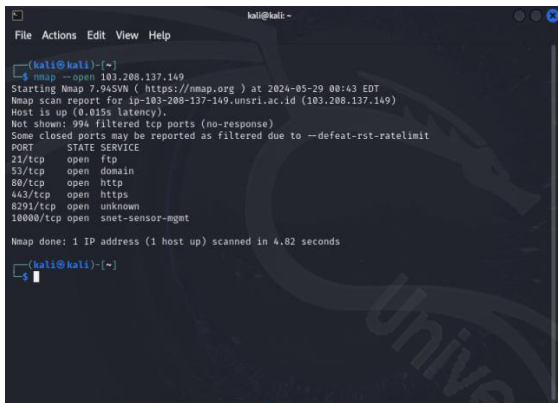 kali@kali: ~
File Actions Edit View Help
(kali㉿kali)-[~]
$ nmap --open 103.208.137.149
Starting Nmap 7.94SVN ( https://nmap.org ) at 2024-05-29 00:43 EDT
Nmap scan report for ip-103-208-137-149.unsri.ac.id (103.208.137.149)
Host is up (0.015s latency).
Not shown: 994 filtered tcp ports (no-response)
Some closed ports may be reported as filtered due to --defeat-rst-ratelimit
PORT STATE SERVICE
21/tcp open ftp
53/tcp open domain
80/tcp open http
443/tcp open https
8291/tcp open unknown
10000/tcp open snet-sensor-mgmt
Nmap done: 1 IP address (1 host up) scanned in 4.82 seconds
(kali㉿kali)-[~]
$